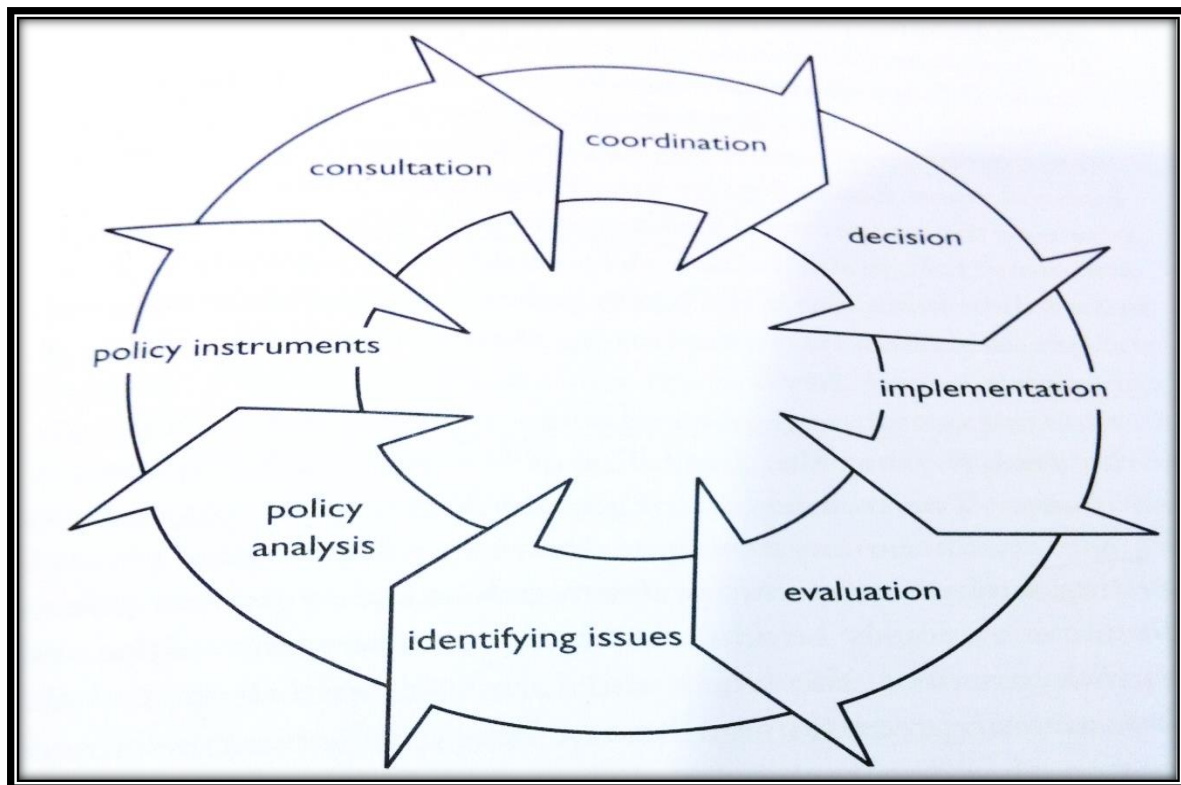 consultation
coordination
decision
policy instruments
implementation
policy
analysis
evaluation
identifying issues